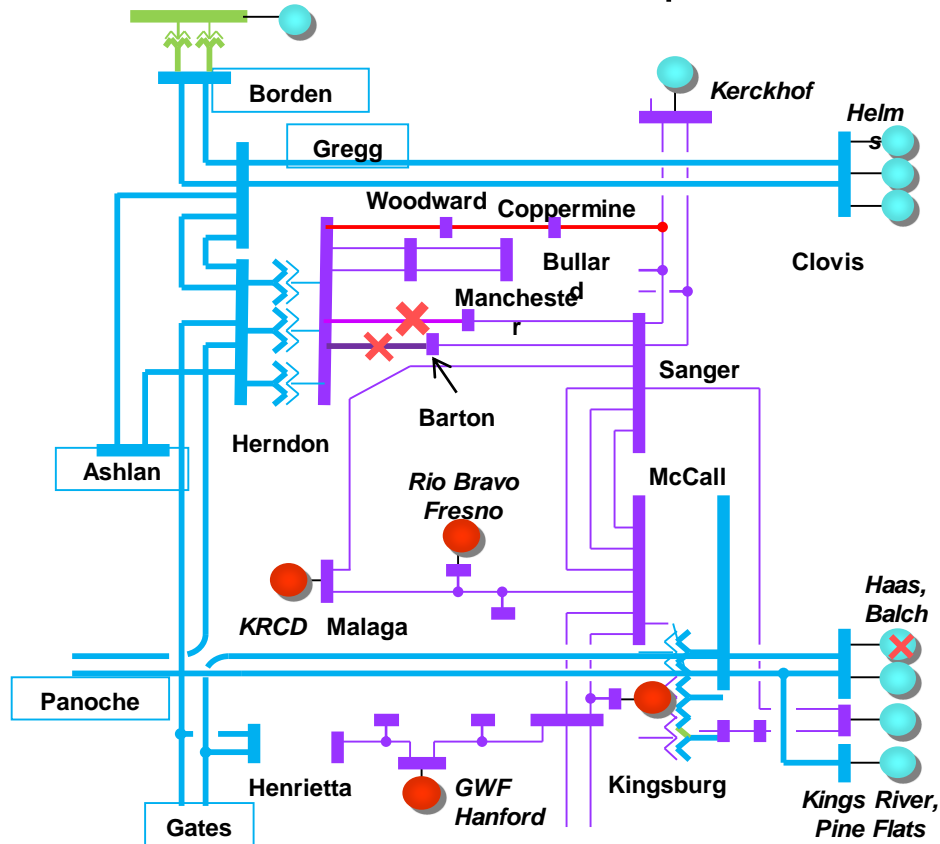 Borden
Kerckhof
Helm
s
Gregg
Woodward
Coppermine
Clovis
Bullar
d
Mancheste
r
Sanger
Barton
Herndon
Ashlan
McCall
Rio Bravo
Fresno
Haas,
Balch
KRCD
Malaga
Panoche
Henrietta
GWF
Hanford
Kingsburg
Kings River,
Pine Flats
Gates